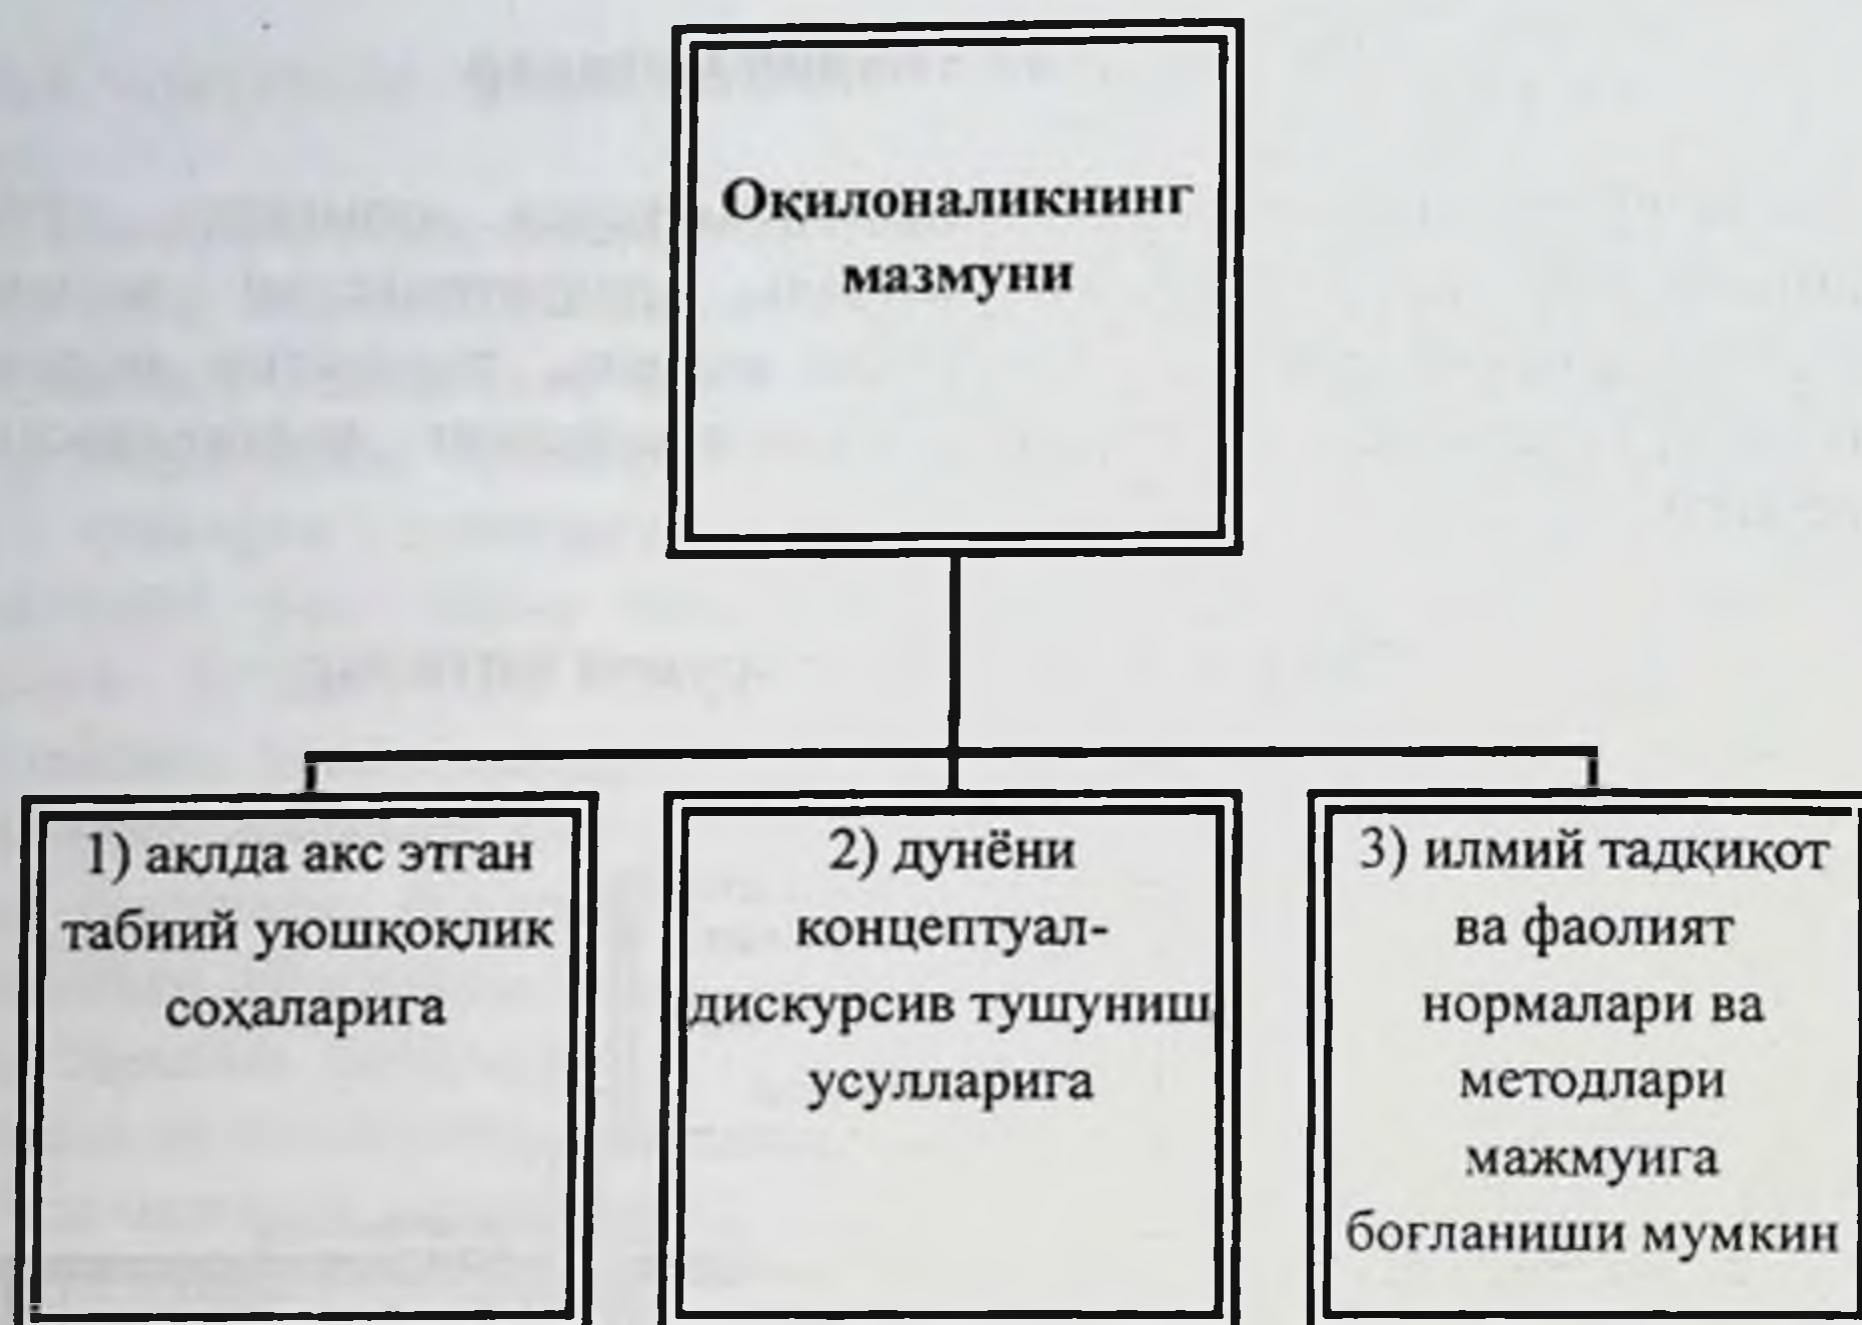 Оқилоналикнинг
мазмуни
1) ақлда акс этган
табиий уюшқоқлик
соҳаларига
2) дунёни
концептуал-
дискурсив тушуниш
усулларига
3) илмий тадқиқот
ва фаолият
нормалари ва
методлари
мажмуига
боғланиши мумкин